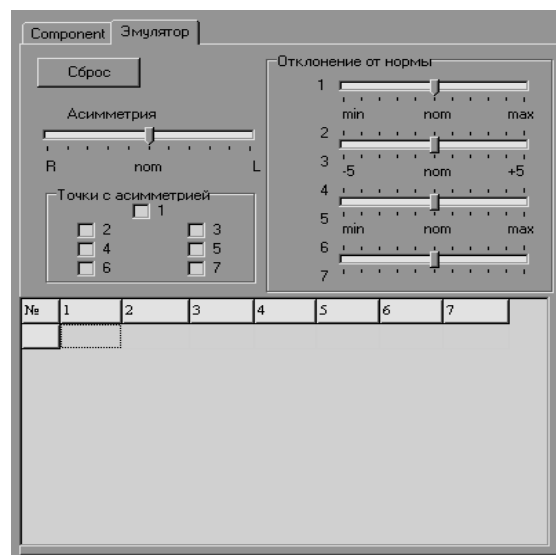 Component Эмулятор
Сброс
Асимметрия
R nom L
Точки с асимметрией
1
2 3
4 5
6 7
Отклонение от нормы
1
min nom max
2
3
-5 nom +5
4
5
min nom max
6
7
№ 1 2 3 4 5 6 7